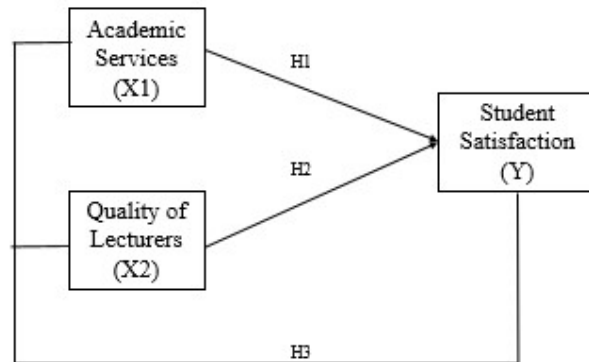 Academic
Services
(X1)
H1
Student
Satisfaction
(Y)
H2
Quality of
Lecturers
(X2)
H3